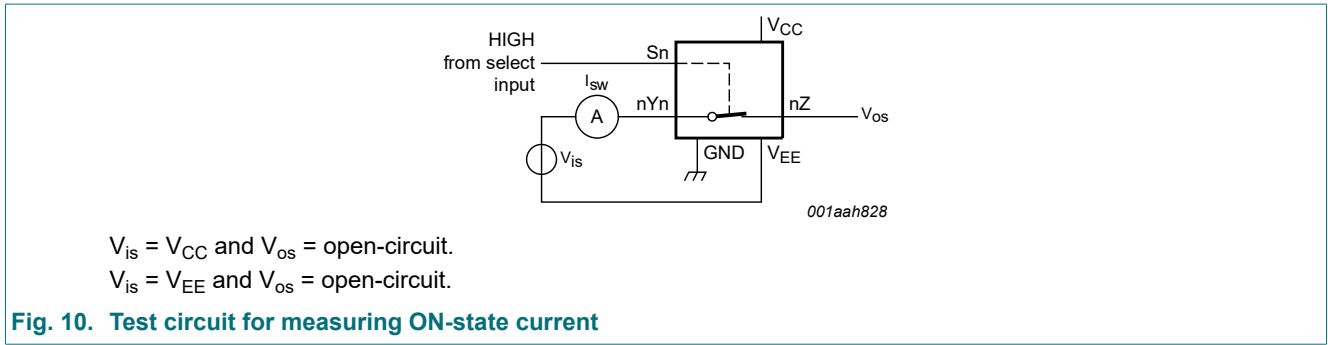 HIGH
from select
input
Sn
V_CC
I_sw
A
nYn
nZ
V_os
V_is
GND
V_EE
001aah828
V_is = V_CC and V_os = open-circuit.
V_is = V_EE and V_os = open-circuit.
Fig. 10. Test circuit for measuring ON-state current